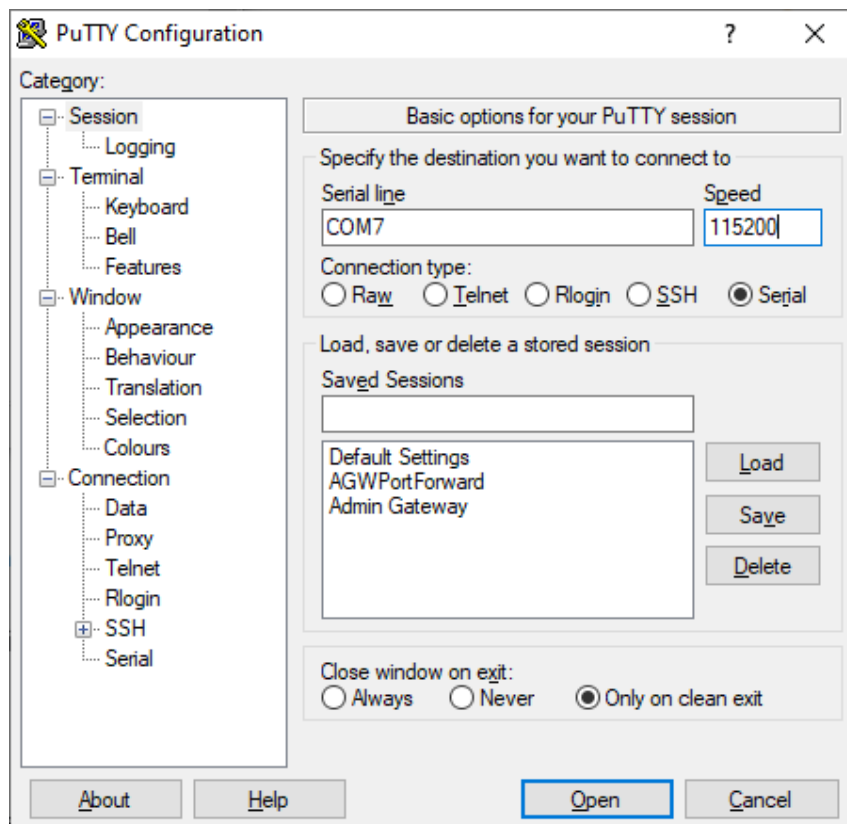 PuTTY Configuration
?
Category:
Session
Logging
Terminal
Keyboard
Bell
Features
Window
Appearance
Behaviour
Translation
Selection
Colours
Connection
Data
Proxy
Telnet
Rlogin
SSH
Serial
Basic options for your PuTTY session
Specify the destination you want to connect to
Serial line Speed
COM7 115200
Connection type:
Raw Telnet Rlogin SSH Serial
Load, save or delete a stored session
Saved Sessions
Default Settings
AGWPortForward
Admin Gateway
Load
Save
Delete
Close window on exit:
Always Never Only on clean exit
About Help Open Cancel